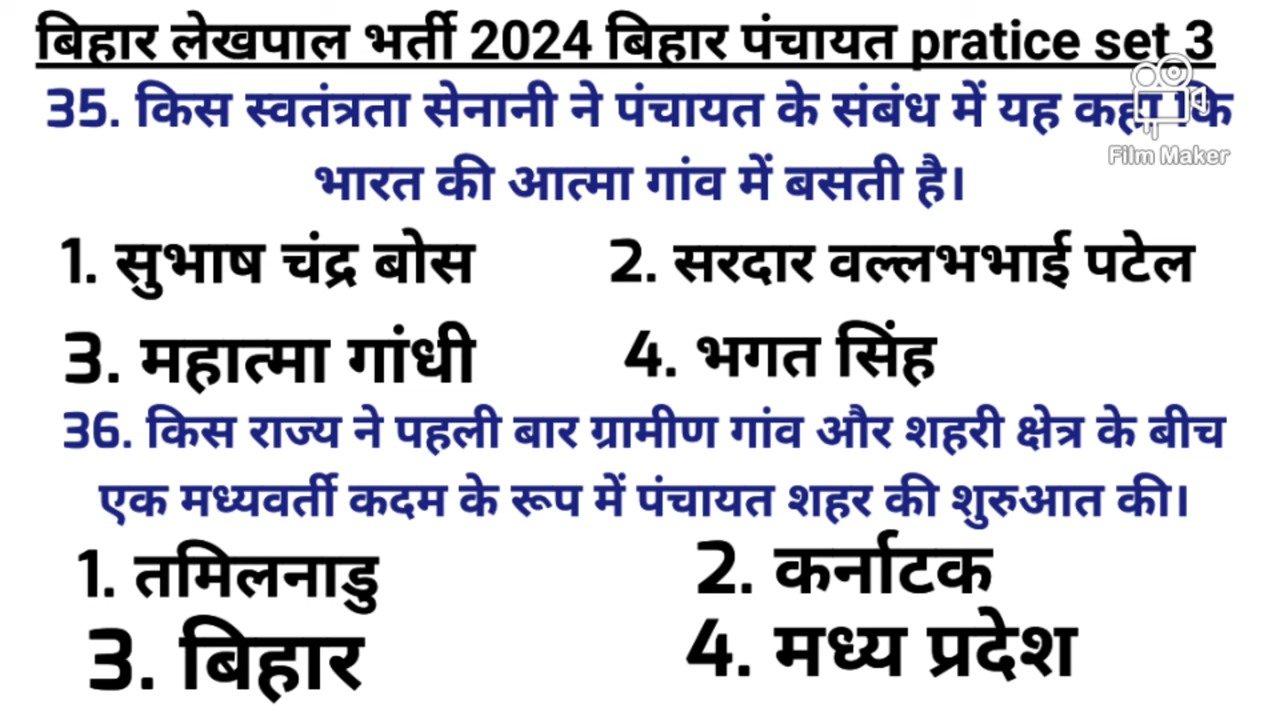 बिहार लेखपाल भर्ती 2024 बिहार पंचायत pratice set 3
35. किस स्वतंत्रता सेनानी ने पंचायत के संबंध में यह कहा कि
Film Maker
भारत की आत्मा गांव में बसती है।
1. सुभाष चंद्र बोस 2. सरदार वल्लभभाई पटेल
3. महात्मा गांधी 4. भगत सिंह
36. किस राज्य ने पहली बार ग्रामीण गांव और शहरी क्षेत्र के बीच
एक मध्यवर्ती कदम के रूप में पंचायत शहर की शुरुआत की।
1. तमिलनाडु 2. कर्नाटक
3. बिहार 4. मध्य प्रदेश